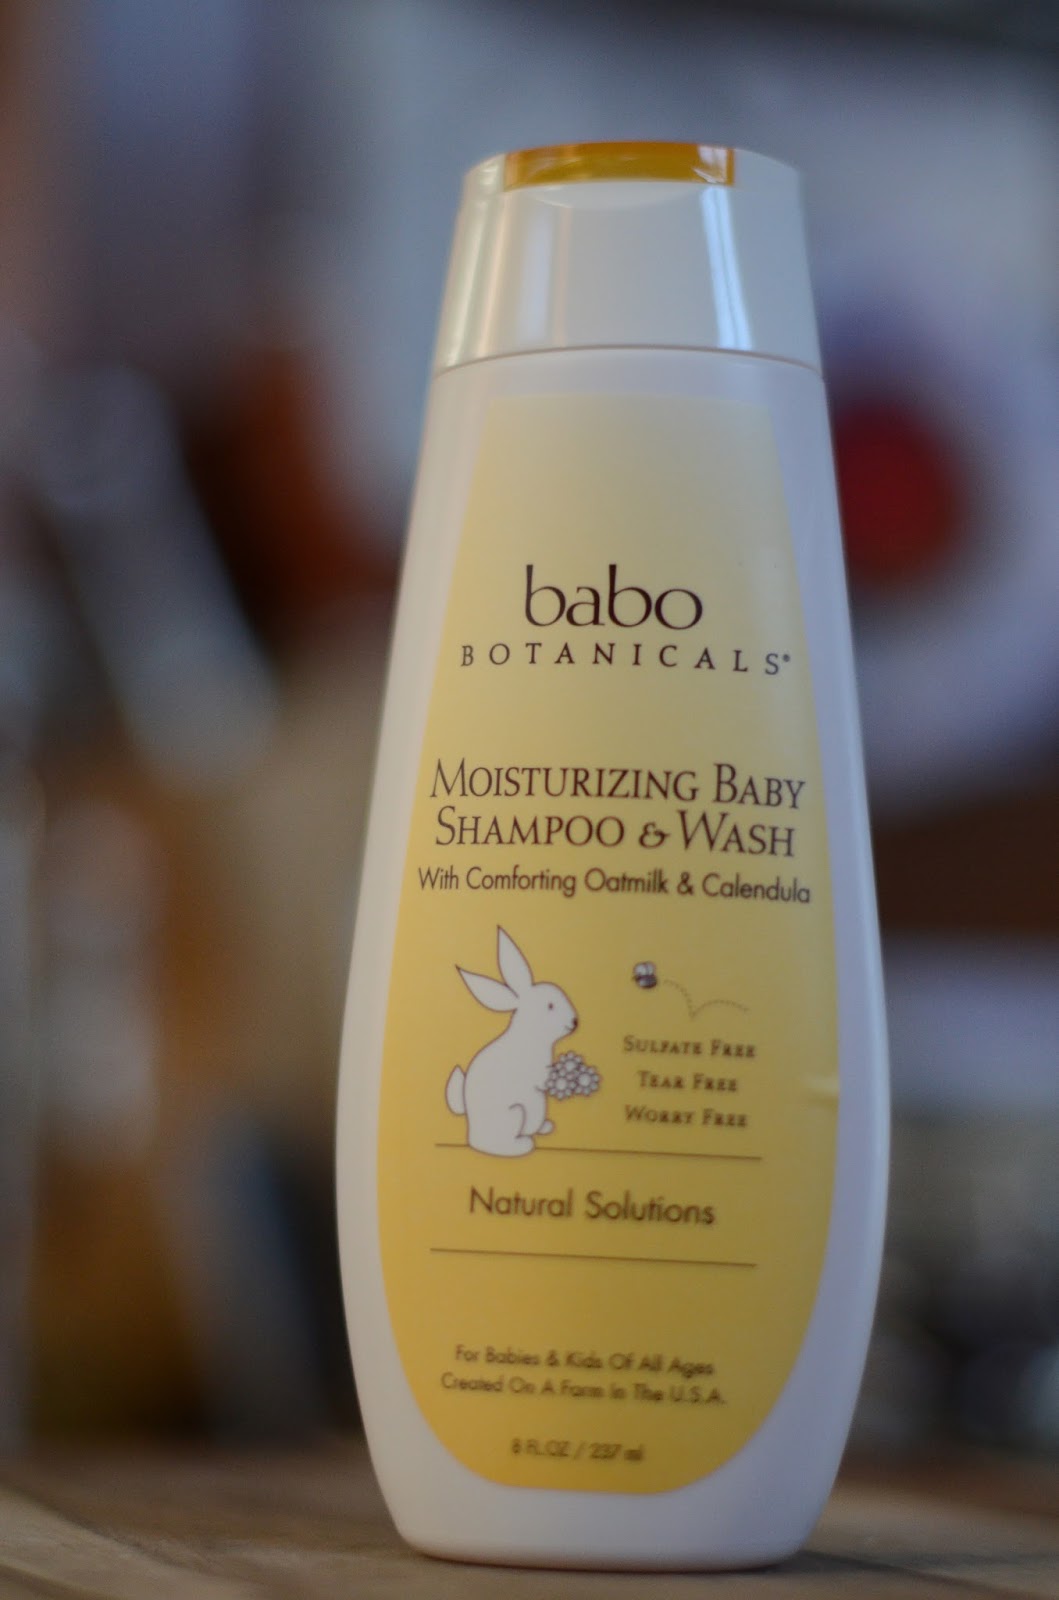 babo
BOTANICALS®
MOISTURIZING BABY
SHAMPOO & WASH
With Comforting Oatmilk & Calendula
SULFATE FREE
TEAR FREE
WORRY FREE
Natural Solutions
For Babies & Kids Of All Ages
Created On A Farm In The U.S.A.
8 FL.OZ / 237 ml